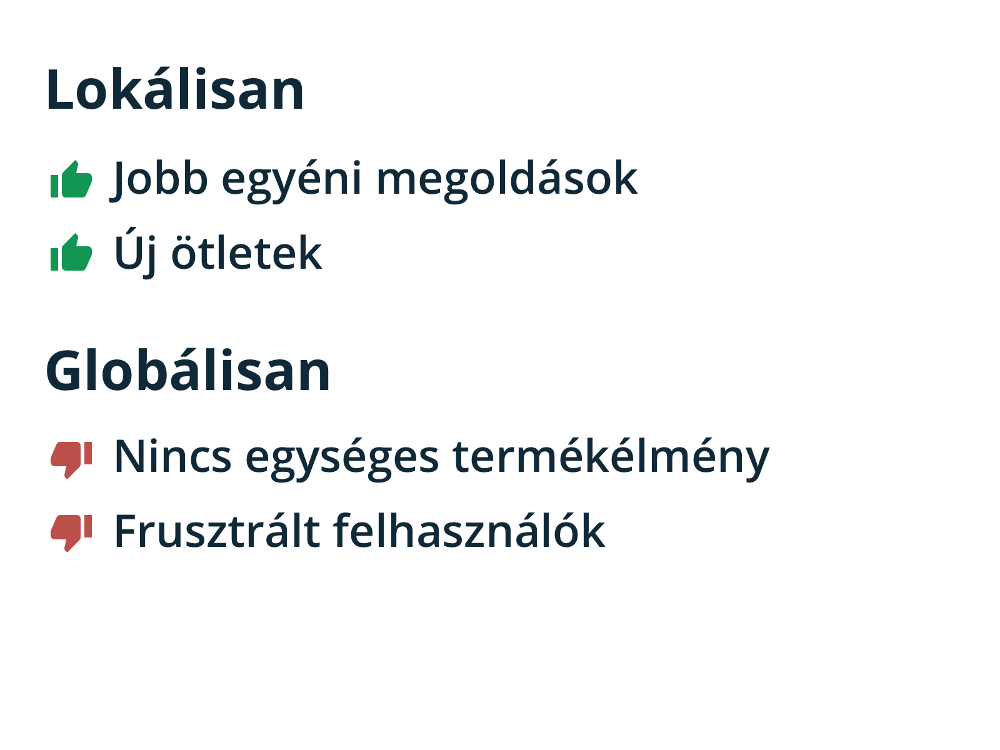 Lokálisan
Jobb egyéni megoldások
Új ötletek
Globálisan
Nincs egységes termékélmény
Frusztrált felhasználók